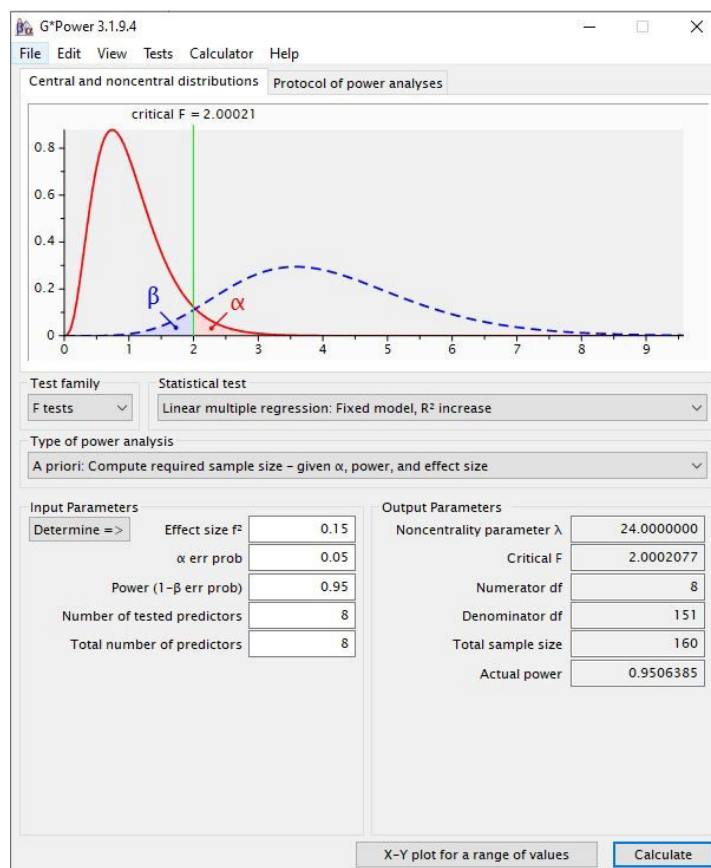 G*Power 3.1.9.4
File Edit View Tests Calculator Help
Central and noncentral distributions Protocol of power analyses
critical F = 2.00021
0.8
0.6
0.4
0.2
0
β
α
0 1 2 3 4 5 6 7 8 9
Test family Statistical test
F tests Linear multiple regression: Fixed model, R² increase
Type of power analysis
A priori: Compute required sample size – given α, power, and effect size
Input Parameters Output Parameters
Determine => Effect size f² 0.15 Noncentrality parameter λ 24.0000000
α err prob 0.05 Critical F 2.0002077
Power (1-β err prob) 0.95 Numerator df 8
Number of tested predictors 8 Denominator df 151
Total number of predictors 8 Total sample size 160
Actual power 0.9506385
X-Y plot for a range of values Calculate